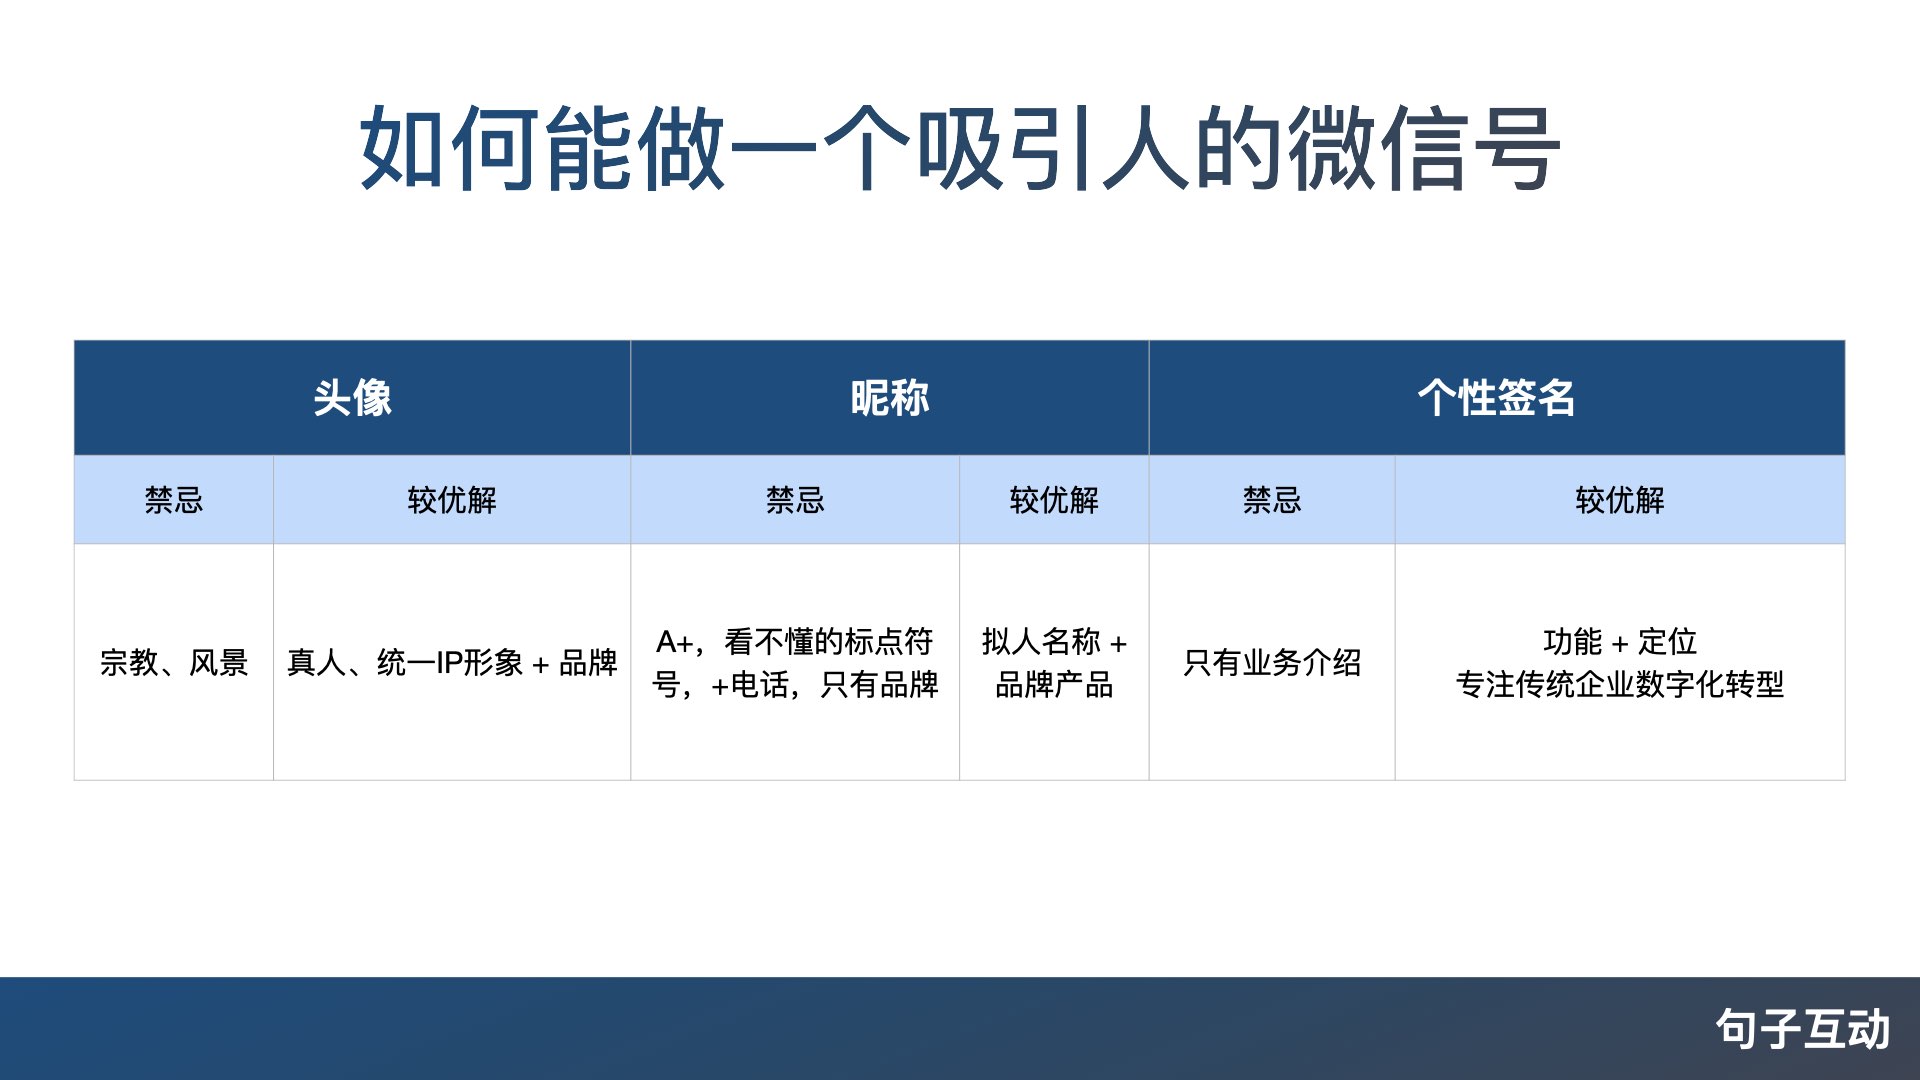 如何能做一个吸引人的微信号
头像
昵称
个性签名
禁忌
较优解
禁忌
较优解
禁忌
较优解
宗教、风景
真人、统一IP形象 + 品牌
A+，看不懂的标点符
号，+电话，只有品牌
拟人名称 +
品牌产品
只有业务介绍
功能 + 定位
专注传统企业数字化转型
句子互动